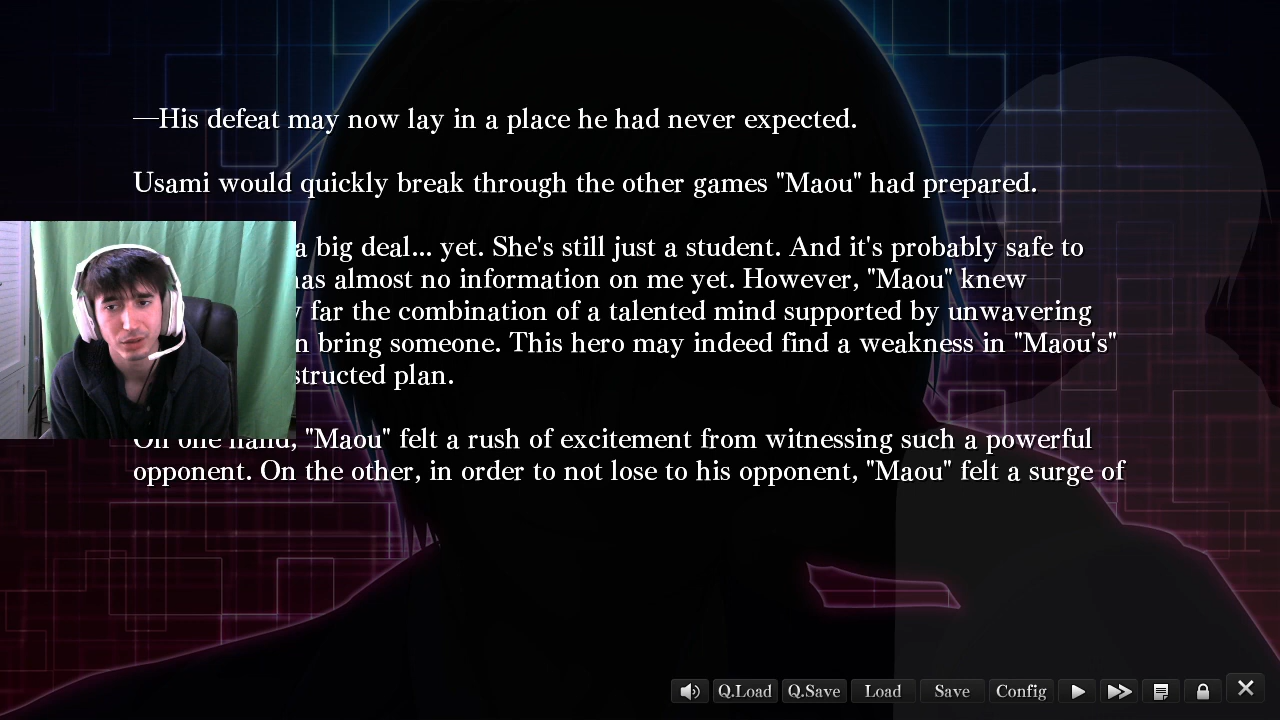 —His defeat may now lay in a place he had never expected.
Usami would quickly break through the other games "Maou" had prepared.
a big deal... yet. She's still just a student. And it's probably safe to
has almost no information on me yet. However, "Maou" knew
far the combination of a talented mind supported by unwavering
bring someone. This hero may indeed find a weakness in "Maou's"
plan.
On one hand, "Maou" felt a rush of excitement from witnessing such a powerful
opponent. On the other, in order to not lose to his opponent, "Maou" felt a surge of
Q.Load Q.Save Load Save Config